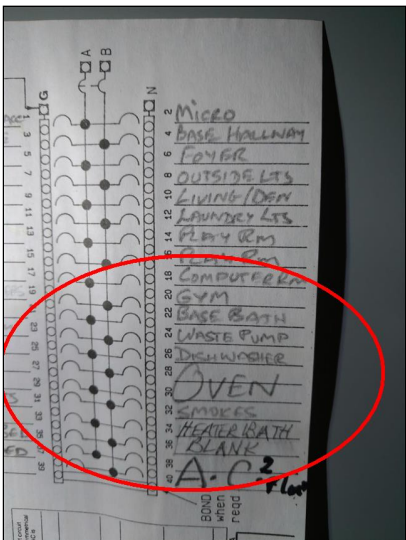 A
B
G
N
2 MICRO
4 BASE HALLWAY
6 FOYER
8 OUTSIDE LTS
10 LIVING/DEN
12 LAUNDRY LTS
14 PLAY RM
16 PLAY RM
18 COMPUTER RM
20 GYM
22 BASE BATH
24 WASTE PUMP
26 DISHWASHER
28 OVEN
30
32 SMOKES
34 HEATER BATH
36 BLANK
38 A.C. 2
40
1
3
5
7
9
11
13
15
17
19
21
23
25
27
29
31
33
35
37
39
BOND
when
reqd